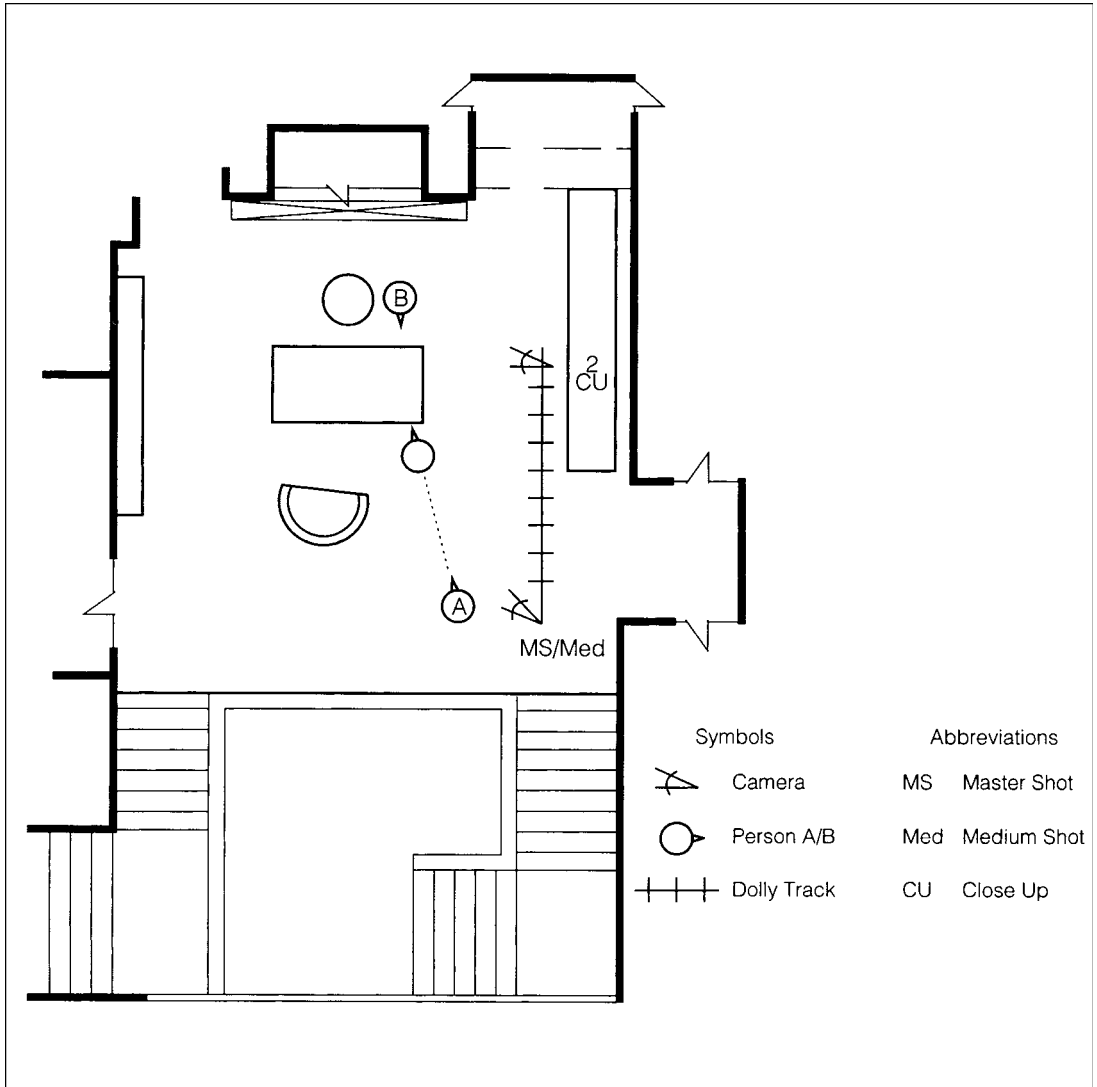 B
2
CU
A
MS/Med
Symbols Abbreviations
Camera MS Master Shot
Person A/B Med Medium Shot
Dolly Track CU Close Up